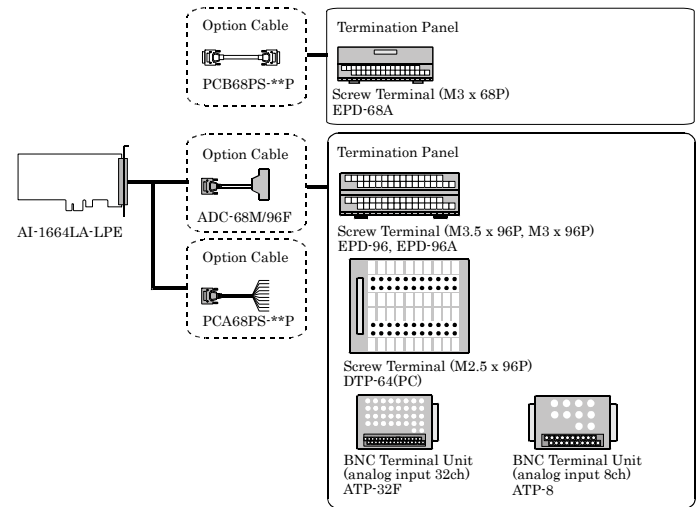 Option Cable
PCB68PS-**P
Termination Panel
Screw Terminal (M3 x 68P)
EPD-68A
AI-1664LA-LPE
Option Cable
ADC-68M/96F
Option Cable
PCA68PS-**P
Termination Panel
Screw Terminal (M3.5 x 96P, M3 x 96P)
EPD-96, EPD-96A
Screw Terminal (M2.5 x 96P)
DTP-64(PC)
BNC Terminal Unit
(analog input 32ch)
ATP-32F
BNC Terminal Unit
(analog input 8ch)
ATP-8